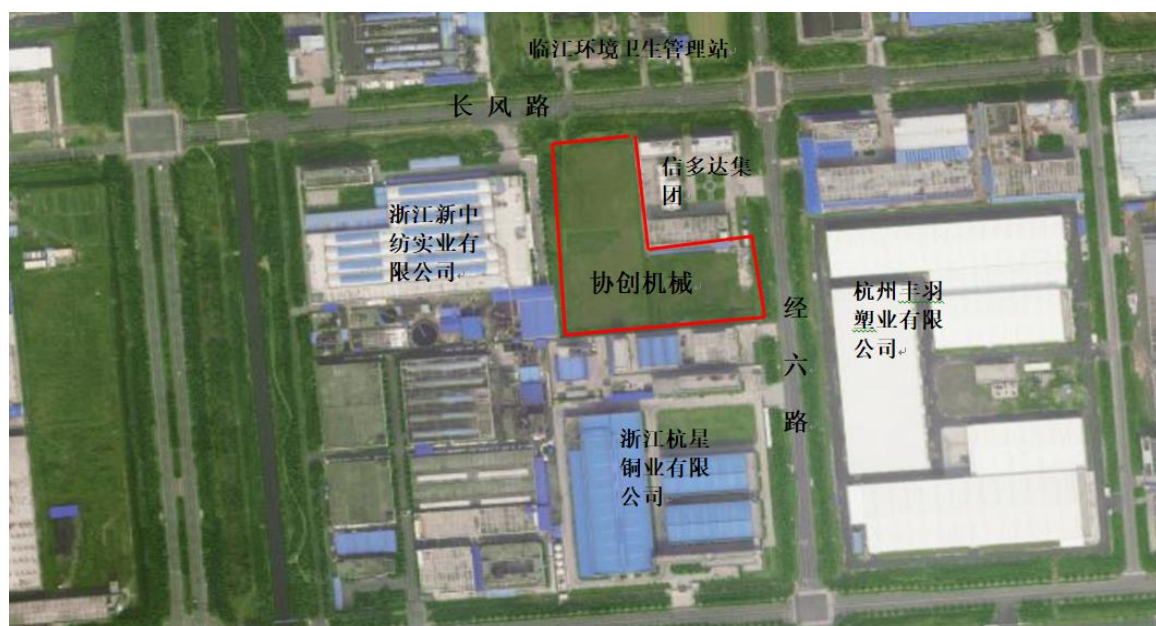 临江环境卫生管理站
长风路
信多达集
团
浙江新中
纺实业有
限公司
协创机械
经
六
路
杭州丰羽
塑业有限
公司
浙江杭星
铜业有限
公司